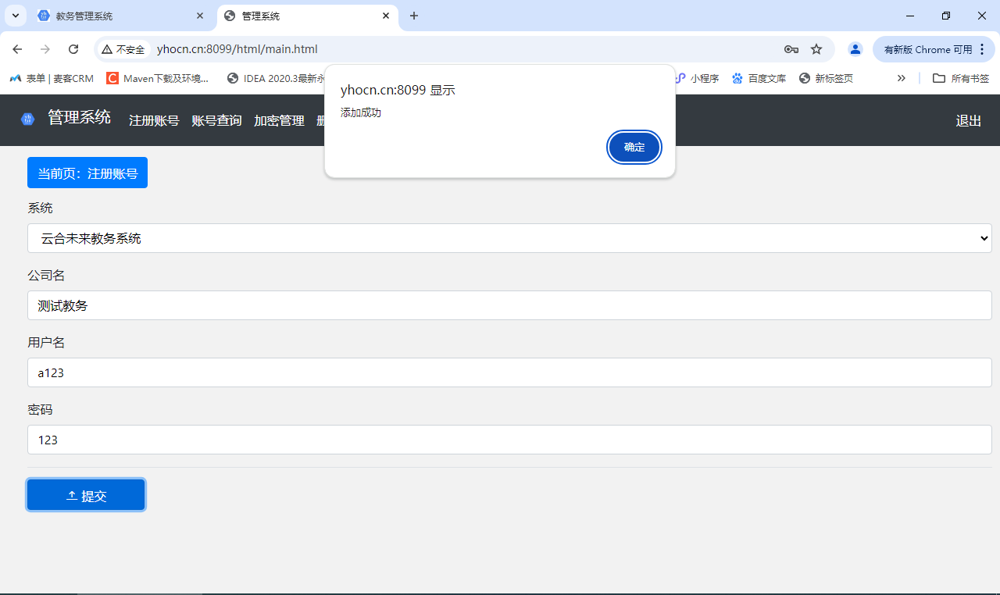 教务管理系统
管理系统
不安全
yhocn.cn:8099/html/main.html
有新版 Chrome 可用
表单 | 麦客CRM
Maven下载及环境...
IDEA 2020.3最新永
小程序
百度文库
新标签页
所有书签
yhocn.cn:8099 显示
添加成功
确定
管理系统
注册账号
账号查询
加密管理
退出
当前页：注册账号
系统
云合未来教务系统
公司名
测试教务
用户名
a123
密码
123
提交